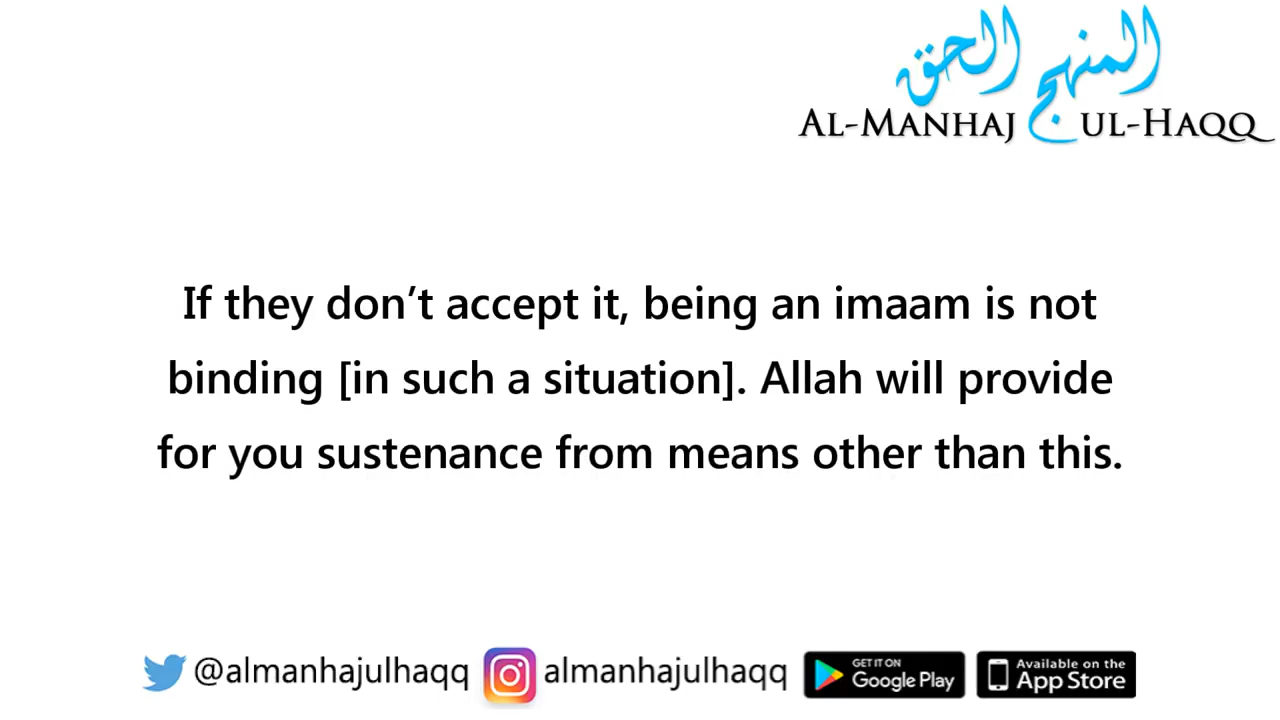 المنهج الحق
AL-MANHAJ UL-HAQQ
If they don’t accept it, being an imaam is not
binding [in such a situation]. Allah will provide
for you sustenance from means other than this.
@almanhajulhaqq almanhajulhaqq GET IT ON Google Play Available on the App Store